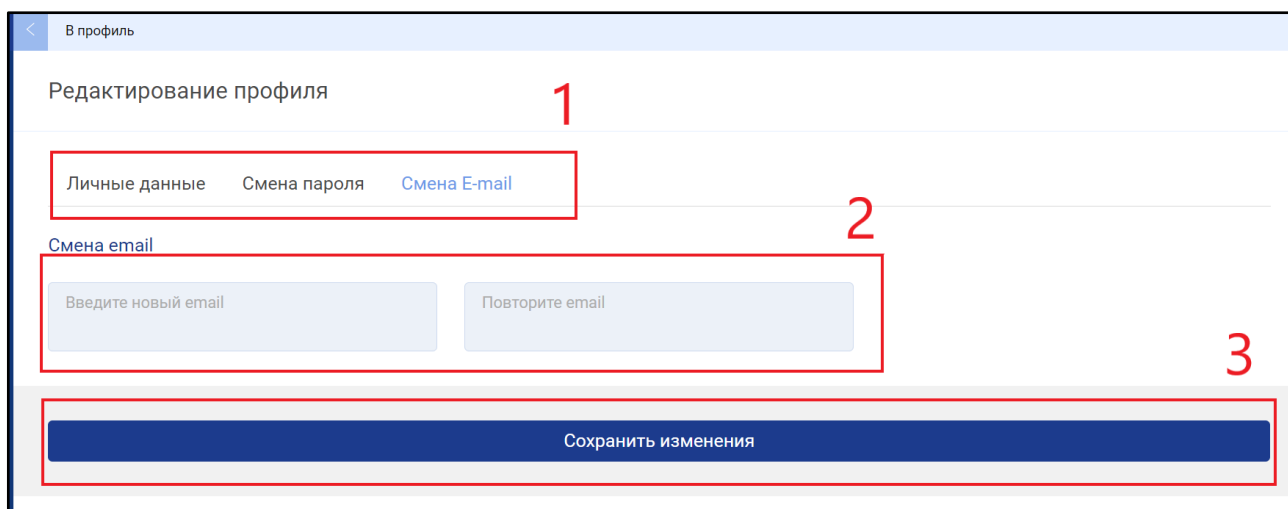 В профиль
Редактирование профиля
1
Личные данные Смена пароля Смена E-mail
2
Смена email
Введите новый email Повторите email
3
Сохранить изменения